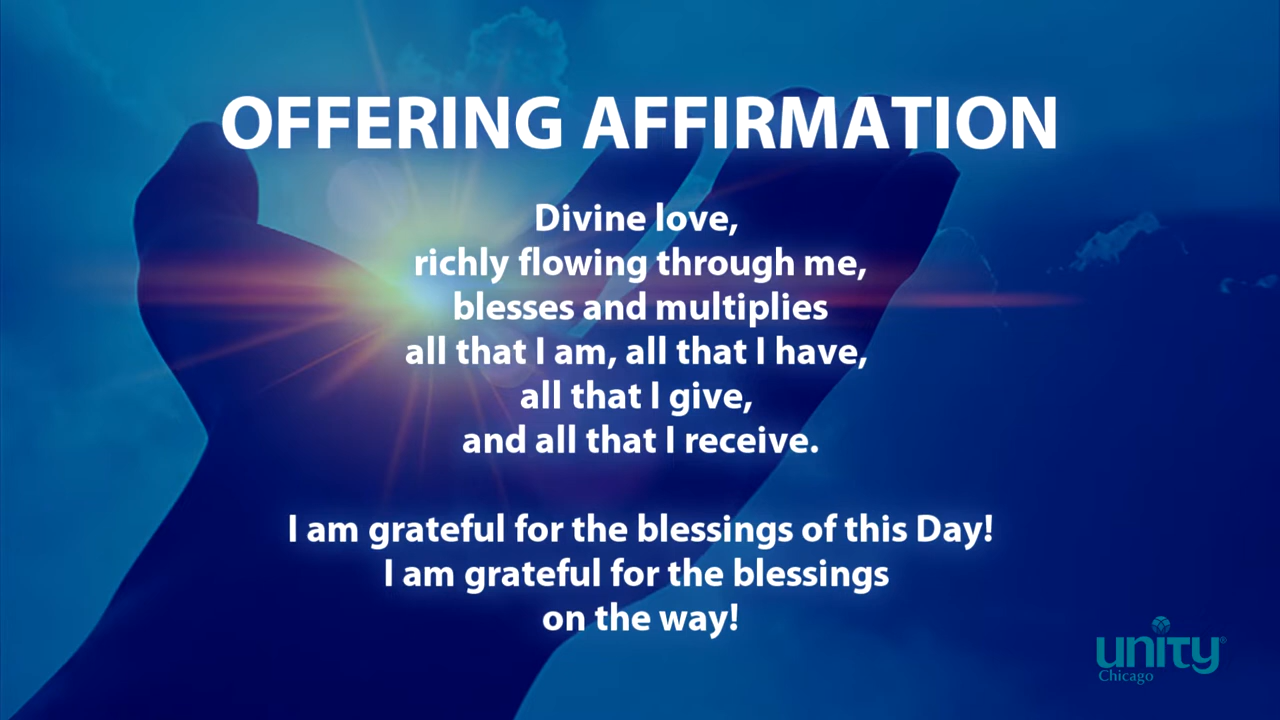 OFFERING AFFIRMATION
Divine love,
richly flowing through me,
blesses and multiplies
all that I am, all that I have,
all that I give,
and all that I receive.
I am grateful for the blessings of this Day!
I am grateful for the blessings
on the way!
unity®
Chicago